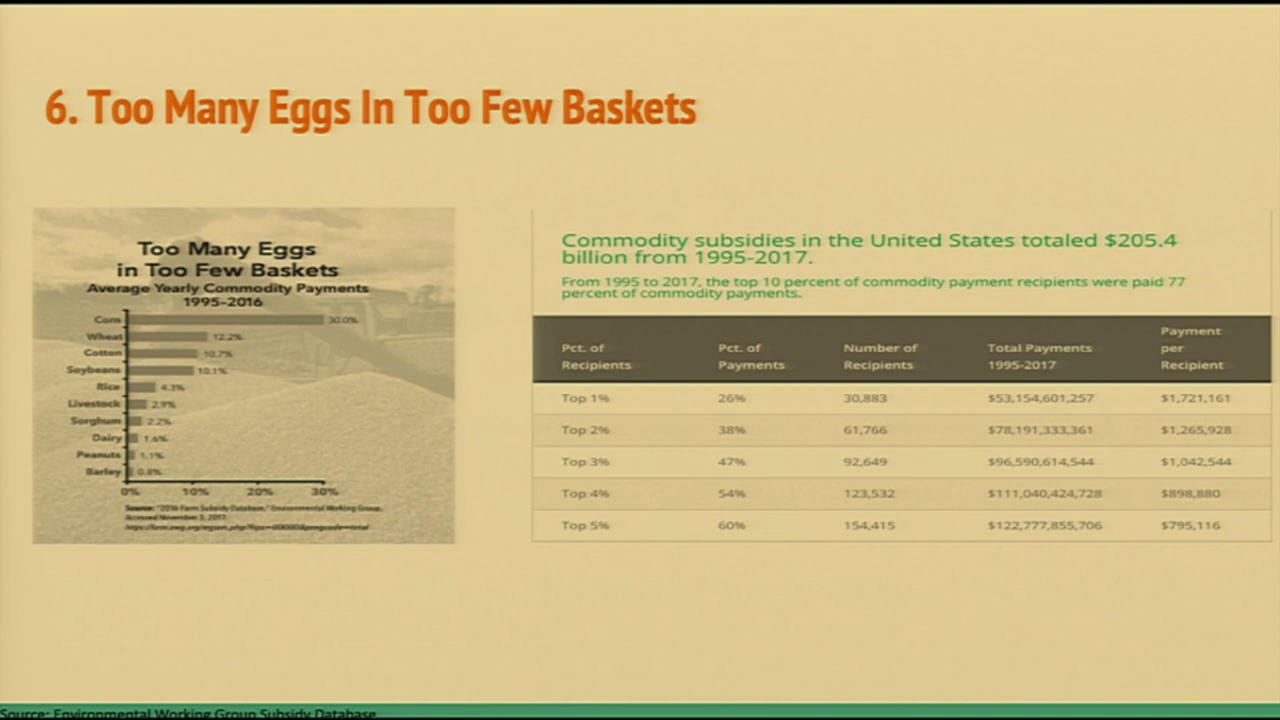 6. Too Many Eggs In Too Few Baskets
Too Many Eggs
in Too Few Baskets
Average Yearly Commodity Payments
1995-2016
Corn 30.0%
Wheat 12.2%
Cotton 10.7%
Soybeans 10.1%
Rice 4.3%
Livestock 2.9%
Sorghum 2.2%
Dairy 1.6%
Peanuts 1.1%
Barley 0.8%
0% 10% 20% 30%
Source: "2016 Farm Subsidy Database," Environmental Working Group,
Accessed November 3, 2017.
Commodity subsidies in the United States totaled $205.4
billion from 1995-2017.
From 1995 to 2017, the top 10 percent of commodity payment recipients were paid 77
percent of commodity payments.
Pct. of Recipients Pct. of Payments Number of Recipients Total Payments 1995-2017 Payment per Recipient
Top 1% 26% 30,883 $53,154,601,257 $1,721,161
Top 2% 38% 61,766 $78,191,333,361 $1,265,928
Top 3% 47% 92,649 $96,590,614,544 $1,042,544
Top 4% 54% 123,532 $111,040,424,728 $898,880
Top 5% 60% 154,415 $122,777,855,706 $795,116
Source: Environmental Working Group Subsidy Database